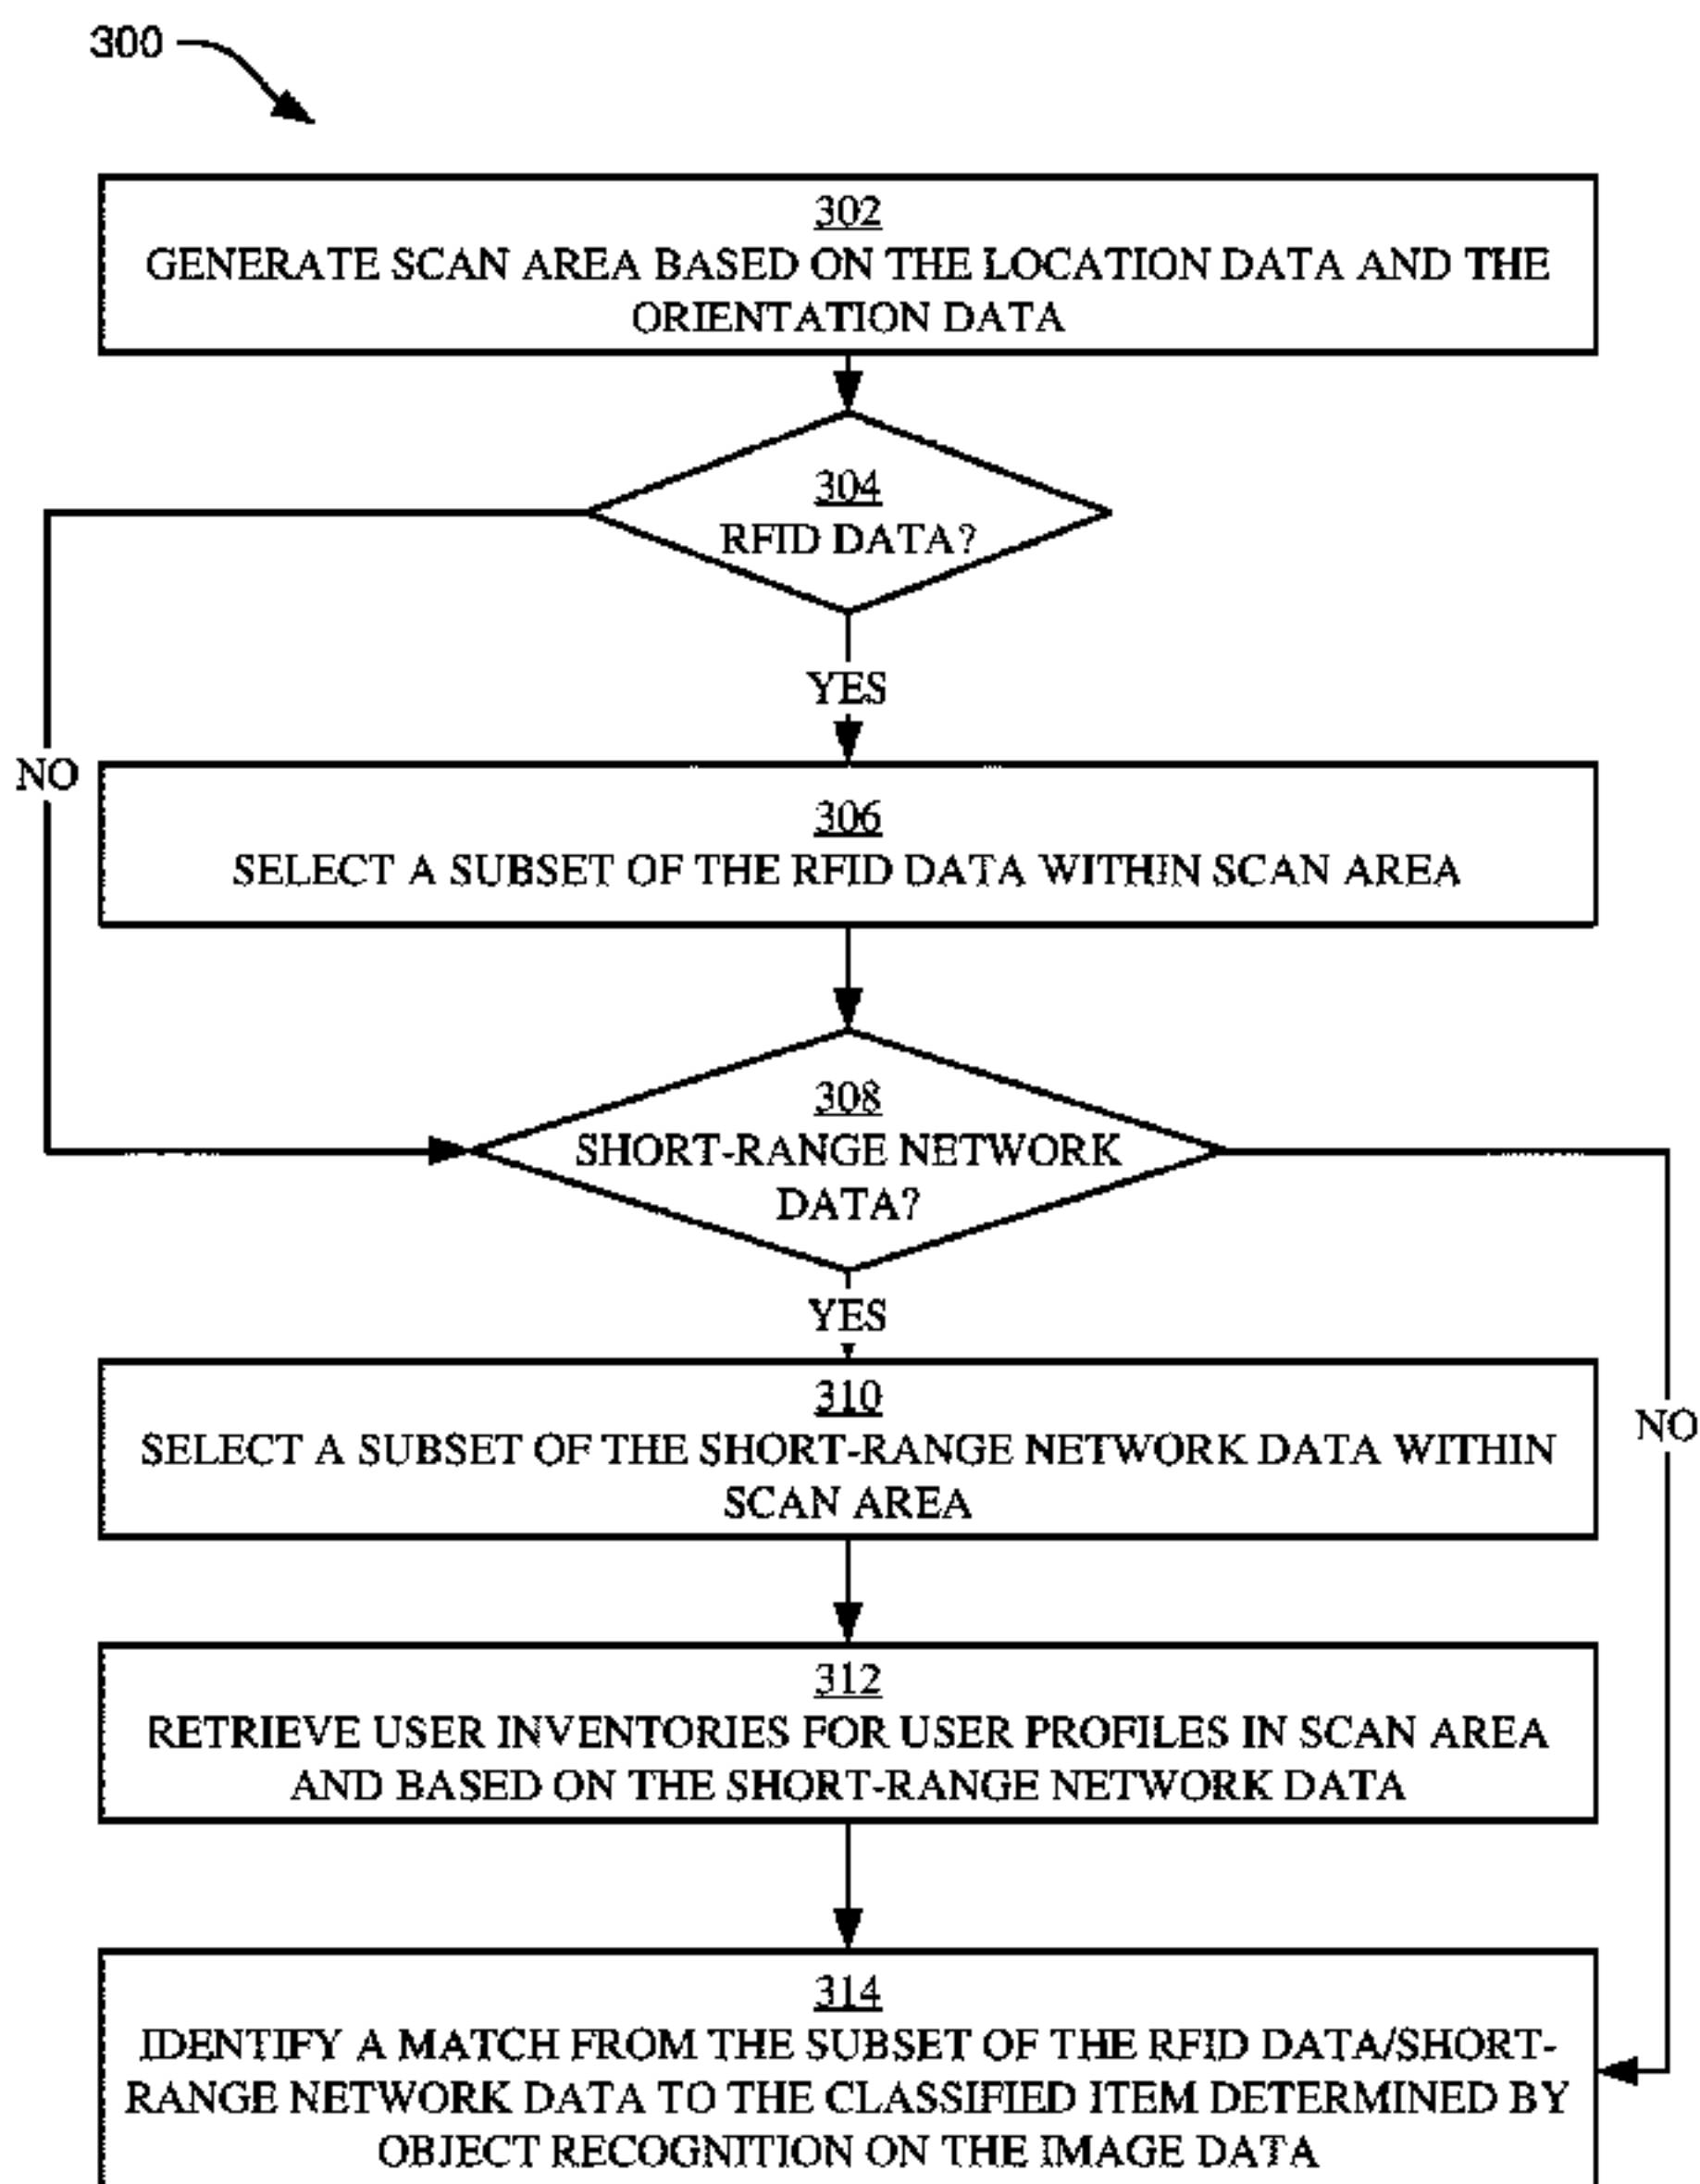 300
302
GENERATE SCAN AREA BASED ON THE LOCATION DATA AND THE
ORIENTATION DATA
304
RFID DATA?
YES
NO
306
SELECT A SUBSET OF THE RFID DATA WITHIN SCAN AREA
308
SHORT-RANGE NETWORK
DATA?
YES
310
SELECT A SUBSET OF THE SHORT-RANGE NETWORK DATA WITHIN
SCAN AREA
NO
312
RETRIEVE USER INVENTORIES FOR USER PROFILES IN SCAN AREA
AND BASED ON THE SHORT-RANGE NETWORK DATA
314
IDENTIFY A MATCH FROM THE SUBSET OF THE RFID DATA/SHORT-
RANGE NETWORK DATA TO THE CLASSIFIED ITEM DETERMINED BY
OBJECT RECOGNITION ON THE IMAGE DATA